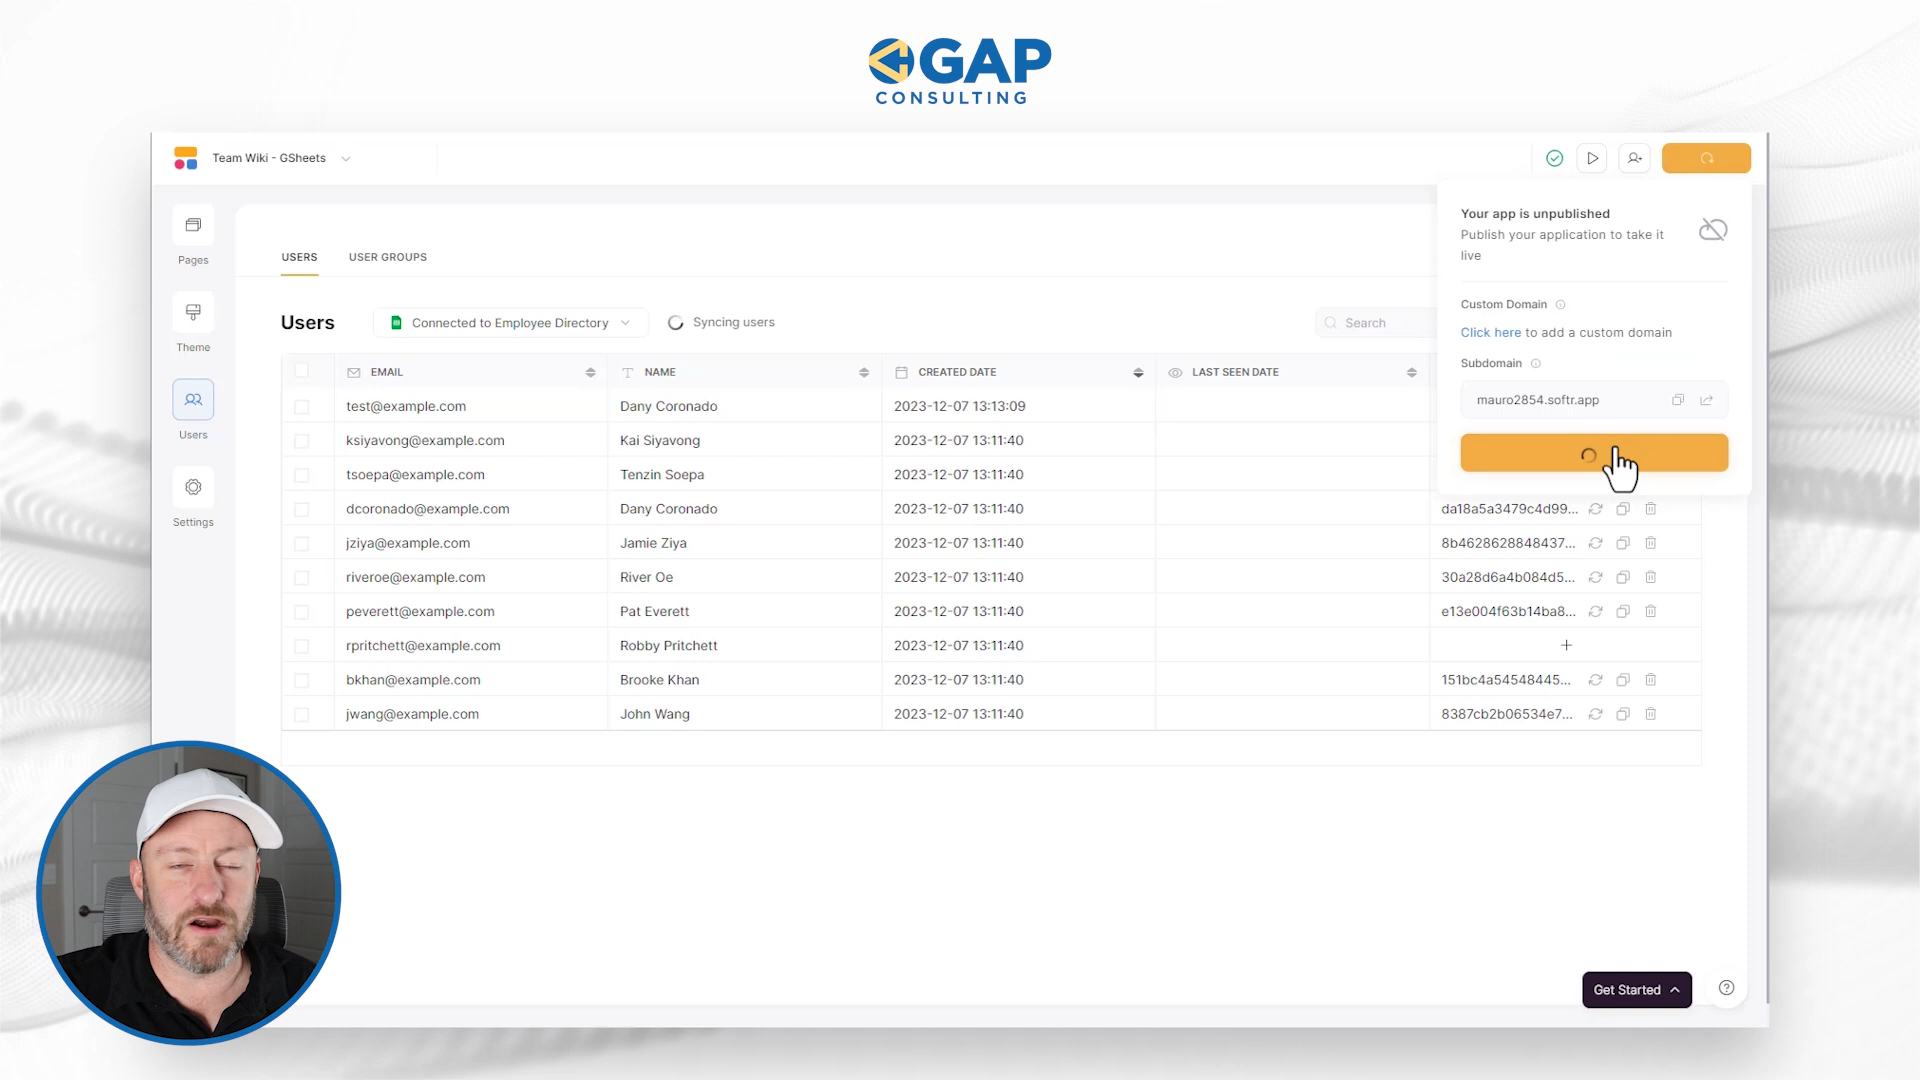 GAP
CONSULTING
Team Wiki - GSheets
Your app is unpublished
Publish your application to take it
live
Pages
USERS
USER GROUPS
Custom Domain
Users
Connected to Employee Directory
Syncing users
Search
Click here to add a custom domain
Theme
Subdomain
EMAIL
NAME
CREATED DATE
LAST SEEN DATE
mauro2854.softr.app
test@example.com
Dany Coronado
2023-12-07 13:13:09
Users
ksiyavong@example.com
Kai Siyavong
2023-12-07 13:11:40
tsoepa@example.com
Tenzin Soepa
2023-12-07 13:11:40
dcoronado@example.com
Dany Coronado
2023-12-07 13:11:40
da18a5a3479c4d99...
Settings
jziya@example.com
Jamie Ziya
2023-12-07 13:11:40
8b4628628848437...
riveroe@example.com
River Oe
2023-12-07 13:11:40
30a28d6a4b084d5...
peverett@example.com
Pat Everett
2023-12-07 13:11:40
e13e004f63b14ba8...
rpritchett@example.com
Robby Pritchett
2023-12-07 13:11:40
bkhan@example.com
Brooke Khan
2023-12-07 13:11:40
151bc4a54548445...
jwang@example.com
John Wang
2023-12-07 13:11:40
8387cb2b06534e7...
Get Started